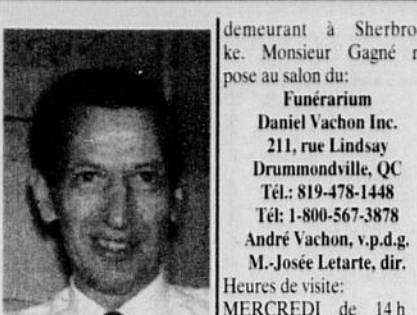 demeurant à Sherbro
ke. Monsieur Gagné r
pose au salon du:
Funérarium
Daniel Vachon Inc.
211, rue Lindsay
Drummondville, QC
Tél.: 819-478-1448
Tél: 1-800-567-3878
André Vachon, v.p.d.g.
M.-Josée Letarte, dir.
Heures de visite:
MERCREDI de 14 h